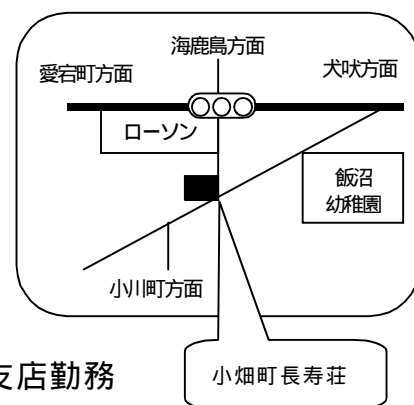 海鹿島方面
愛宕町方面
犬吠方面
ローソン
飯沼
幼稚園
小川町方面
小畑町長寿荘
支店勤務